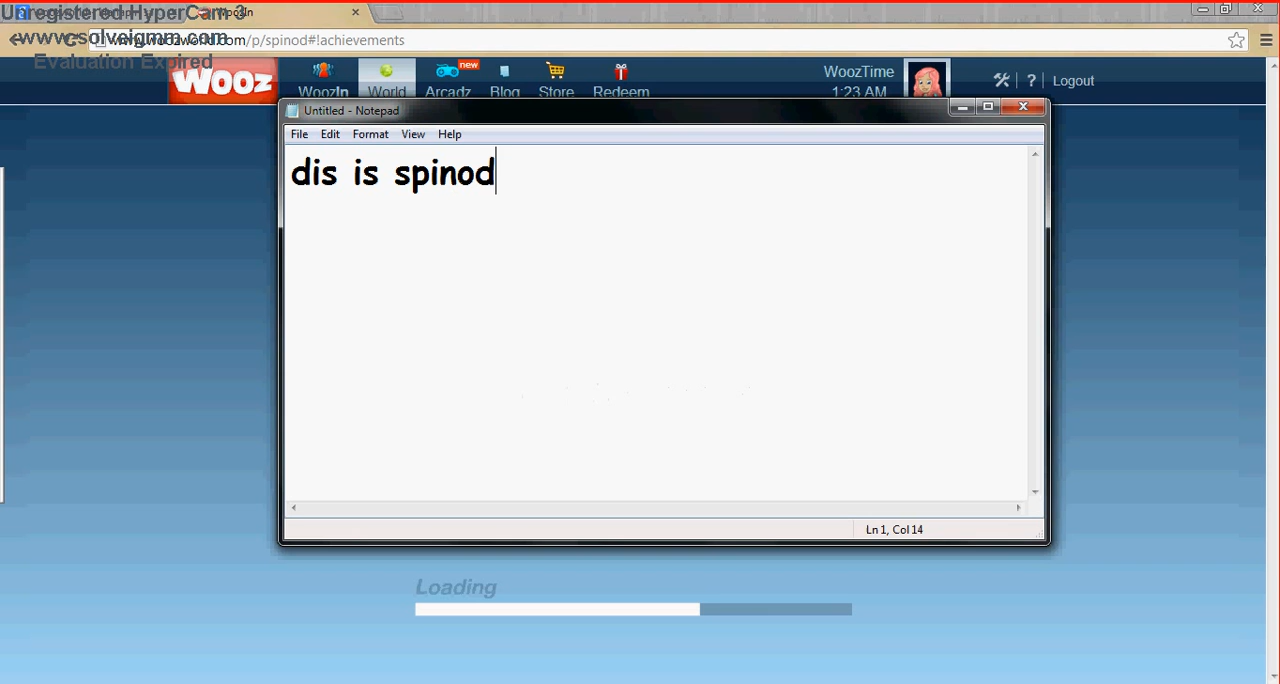 Unregistered HyperCam 3
www.solveigmm.com
Evaluation Expired
.com/p/spinod#!achievements
WOOZ
WoozIn
World
Arcadz
new
Blog
Store
Redeem
WoozTime
1:23 AM
?
Logout
Untitled - Notepad
File Edit Format View Help
dis is spinod
Ln 1, Col 14
Loading